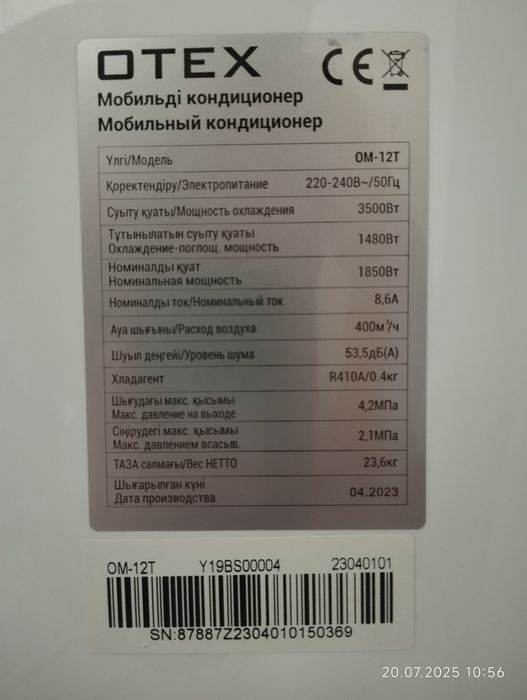 OTEX
CE
Мобильді кондиционер
Мобильный кондиционер
Үлгі/Модель OM-12T
Қоректендіру/Электропитание 220-240В~/50Гц
Суыту қуаты/Мощность охлаждения 3500Вт
Тұтынылатын суыту қуаты
Охлаждение-поглощ. мощность 1480Вт
Номиналды қуат
Номинальная мощность 1850Вт
Номиналды ток/Номинальный ток 8,6А
Ауа шығыны/Расход воздуха 400м³/ч
Шуыл деңгейі/Уровень шума 53,5дБ(А)
Хладагент R410A/0.4кг
Шығудағы макс. қысымы
Макс. давление на выходе 4,2МПа
Сіңірудегі макс. қысымы
Макс. давлением всасыв. 2,1МПа
ТАЗА салмағы/Вес НЕТТО 23,6кг
Шығарылған күні
Дата производства 04.2023
OM-12T Y19BS00004 23040101
SN:87887Z2304010150369
20.07.2025 10:56